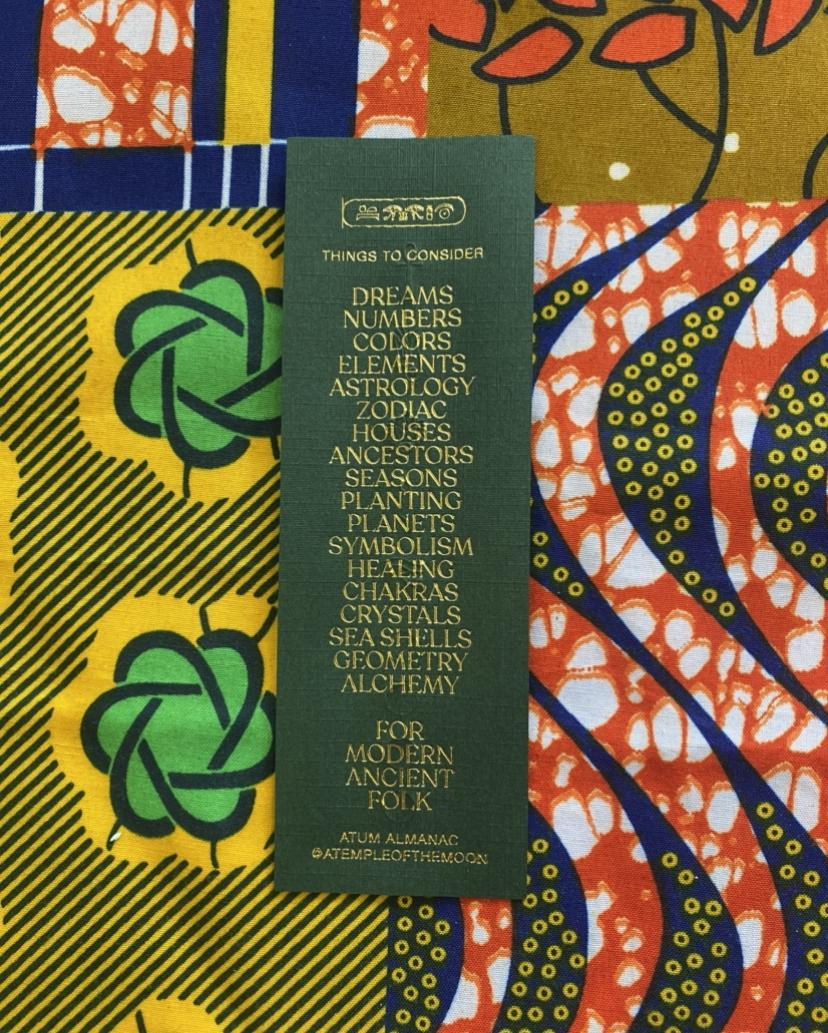 THINGS TO CONSIDER
DREAMS
NUMBERS
COLORS
ELEMENTS
ASTROLOGY
ZODIAC
HOUSES
ANCESTORS
SEASONS
PLANTING
PLANETS
SYMBOLISM
HEALING
CHAKRAS
CRYSTALS
SEA SHELLS
GEOMETRY
ALCHEMY
FOR
MODERN
ANCIENT
FOLK
ATUM ALMANAC
@ATEMPLEOFTHEMOON